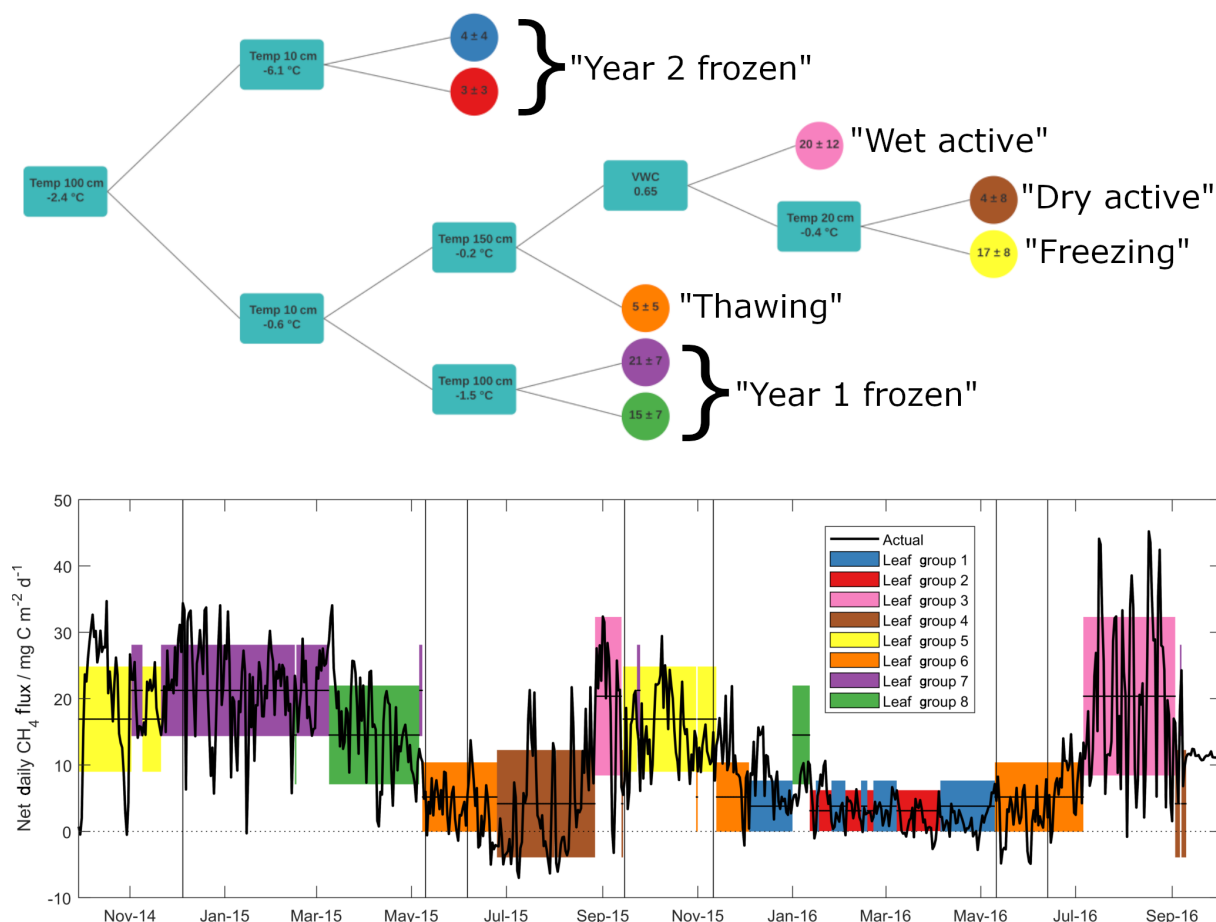 4 ± 4
Temp 10 cm
-6.1 °C
"Year 2 frozen"
3 ± 3
20 ± 12
"Wet active"
VWC
0.65
Temp 100 cm
-2.4 °C
4 ± 8
"Dry active"
Temp 20 cm
-0.4 °C
Temp 150 cm
-0.2 °C
17 ± 8
"Freezing"
5 ± 5
"Thawing"
Temp 10 cm
-0.6 °C
21 ± 7
Temp 100 cm
-1.5 °C
"Year 1 frozen"
15 ± 7
50
40
30
20
10
0
-10
Net daily CH4 flux / mg C m-2 d-1
Actual
Leaf group 1
Leaf group 2
Leaf group 3
Leaf group 4
Leaf group 5
Leaf group 6
Leaf group 7
Leaf group 8
Nov-14 Jan-15 Mar-15 May-15 Jul-15 Sep-15 Nov-15 Jan-16 Mar-16 May-16 Jul-16 Sep-16